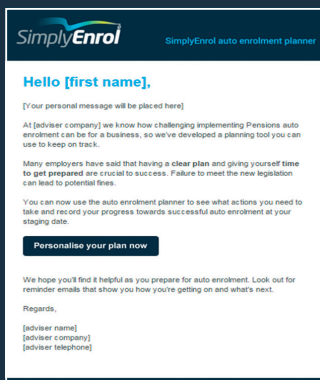 SimplyEnrol
SimplyEnrol auto enrolment planner
Hello [first name],
[Your personal message will be placed here]
At [adviser company] we know how challenging implementing Pensions auto
enrolment can be for a business, so we've developed a planning tool you can
use to keep on track.
Many employers have said that having a clear plan and giving yourself time
to get prepared are crucial to success. Failure to meet the new legislation
can lead to potential fines.
You can now use the auto enrolment planner to see what actions you need to
take and record your progress towards successful auto enrolment at your
staging date.
Personalise your plan now
We hope you'll find it helpful as you prepare for auto enrolment. Look out for
reminder emails that show you how you're getting on and what's next.
Regards,
[adviser name]
[adviser company]
[adviser telephone]